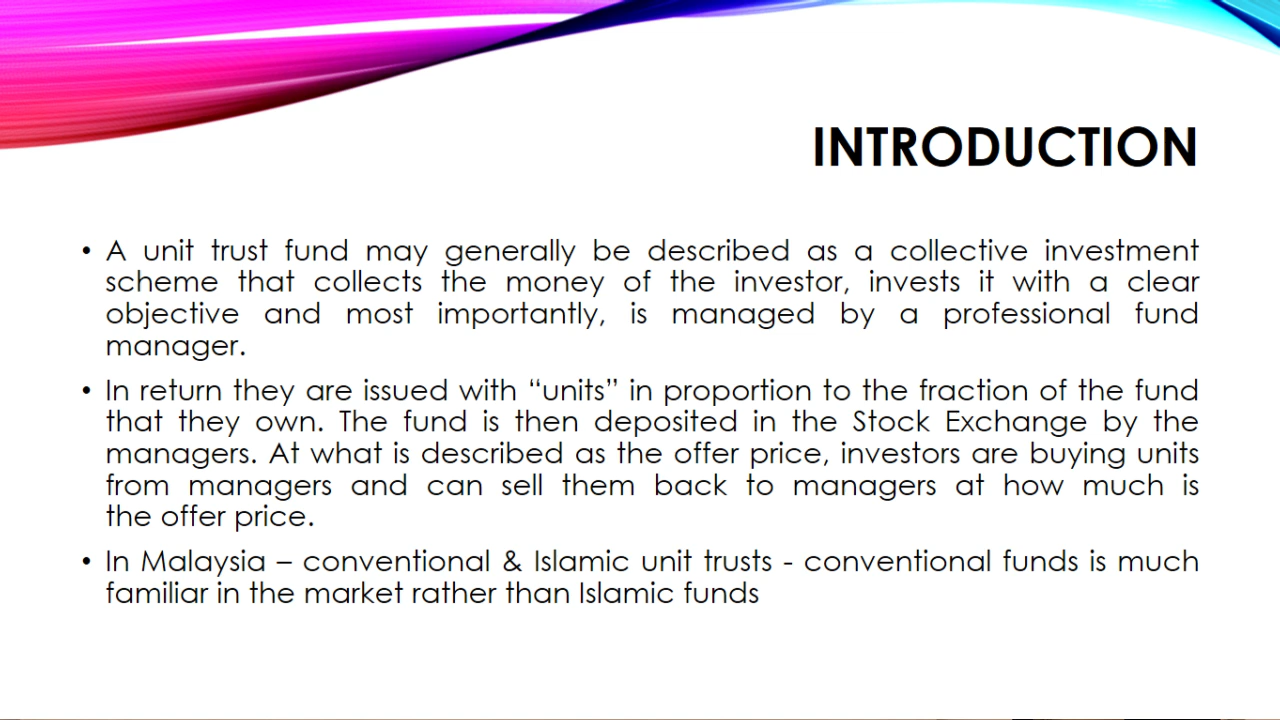 INTRODUCTION
• A unit trust fund may generally be described as a collective investment
scheme that collects the money of the investor, invests it with a clear
objective and most importantly, is managed by a professional fund
manager.
• In return they are issued with “units” in proportion to the fraction of the fund
that they own. The fund is then deposited in the Stock Exchange by the
managers. At what is described as the offer price, investors are buying units
from managers and can sell them back to managers at how much is
the offer price.
• In Malaysia – conventional & Islamic unit trusts - conventional funds is much
familiar in the market rather than Islamic funds